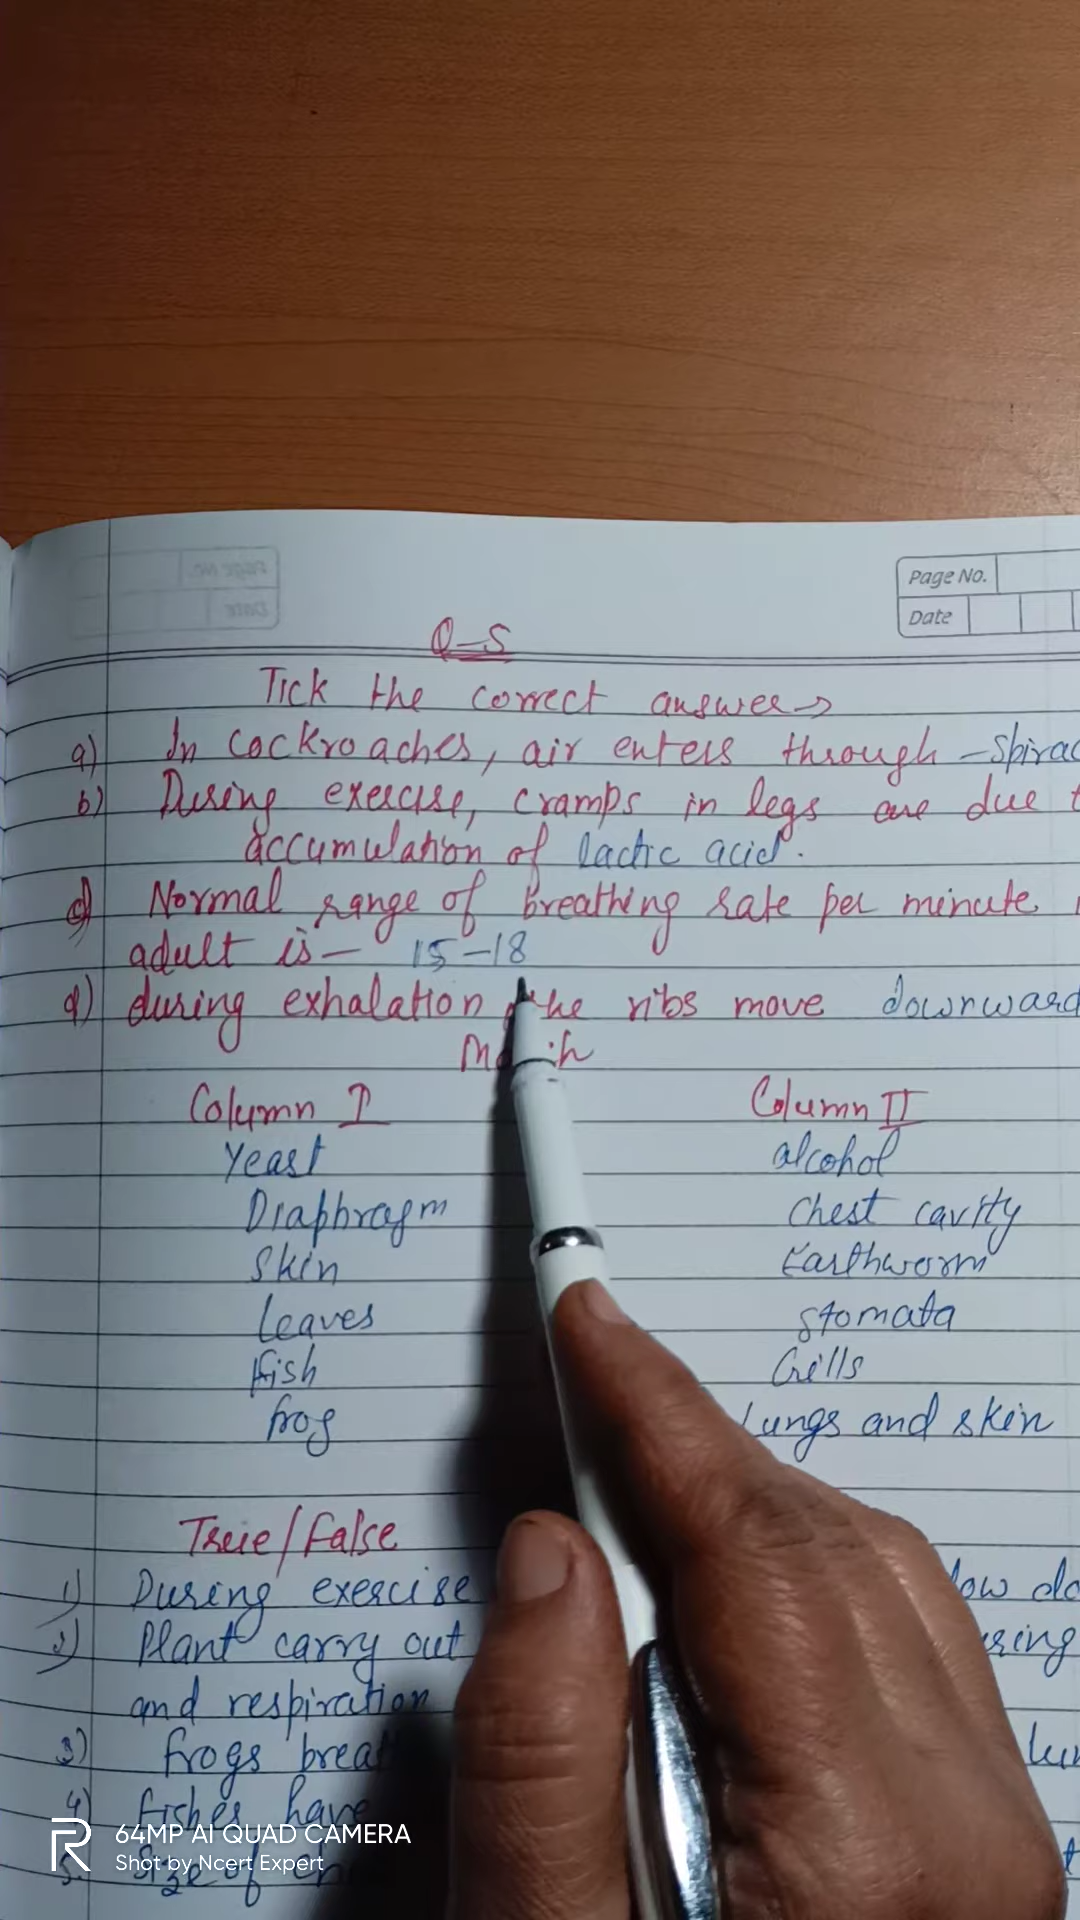 Page No.
Date
Q-5
Tick the correct answer→
a) In Cockroaches, air enters through -
b) During exercise, cramps in legs are due
accumulation of lactic acid.
c) Normal range of breathing rate per minute
adult is— 15-18
d) during exhalation the ribs move downward
Column I Column II
Yeast alcohol
Diaphragm Chest cavity
Skin Earthworm
Leaves Stomata
Fish Gills
frog Lungs and skin
True/False
1) During exercise
2) Plant carry out
and respiration
3) frogs
4) fishes have
5. Size of
64MP AI QUAD CAMERA
Shot by Ncert Expert